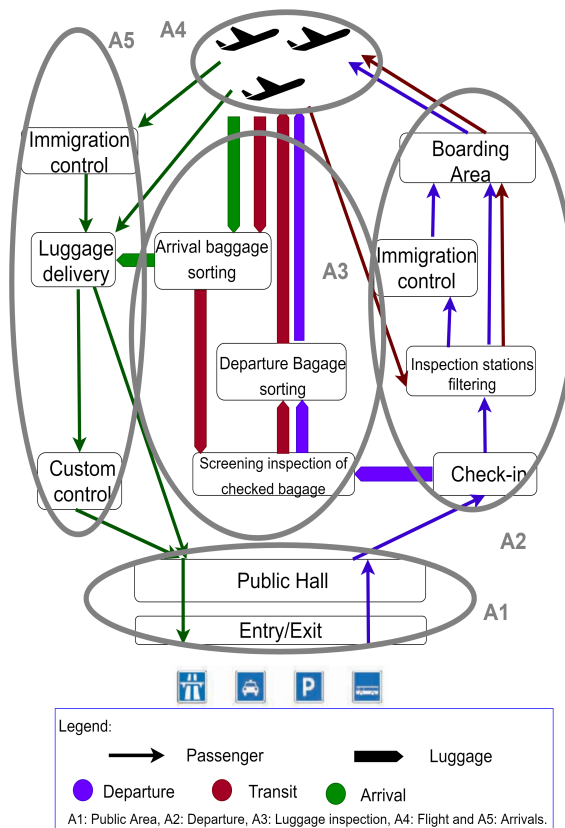 A5
A4
Immigration
control
Boarding
Area
Luggage
delivery
Arrival baggage
sorting
A3
Immigration
control
Departure Bagage
sorting
Inspection stations
filtering
Custom
control
Screening inspection of
checked bagage
Check-in
A2
Public Hall
A1
Entry/Exit
P
Legend:
Passenger
Luggage
Departure
Transit
Arrival
A1: Public Area, A2: Departure, A3: Luggage inspection, A4: Flight and A5: Arrivals.